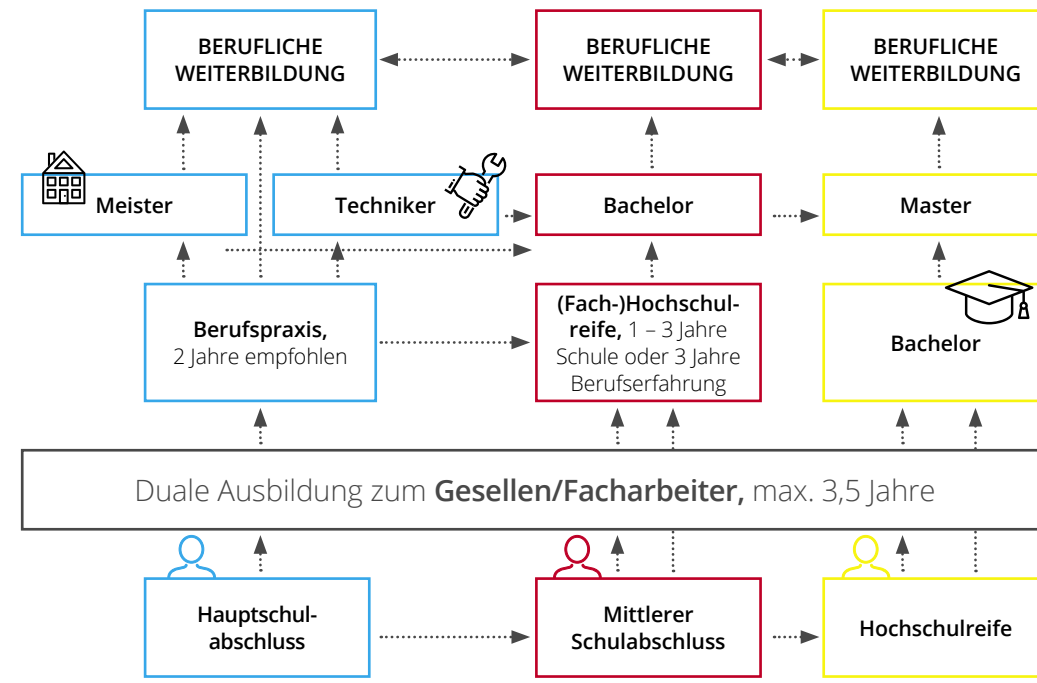 BERUFLICHE
WEITERBILDUNG
BERUFLICHE
WEITERBILDUNG
BERUFLICHE
WEITERBILDUNG
Meister
Techniker
Bachelor
Master
Berufspraxis,
2 Jahre empfohlen
(Fach-)Hochschul-
reife, 1 – 3 Jahre
Schule oder 3 Jahre
Berufserfahrung
Bachelor
Duale Ausbildung zum Gesellen/Facharbeiter, max. 3,5 Jahre
Hauptschul-
abschluss
Mittlerer
Schulabschluss
Hochschulreife